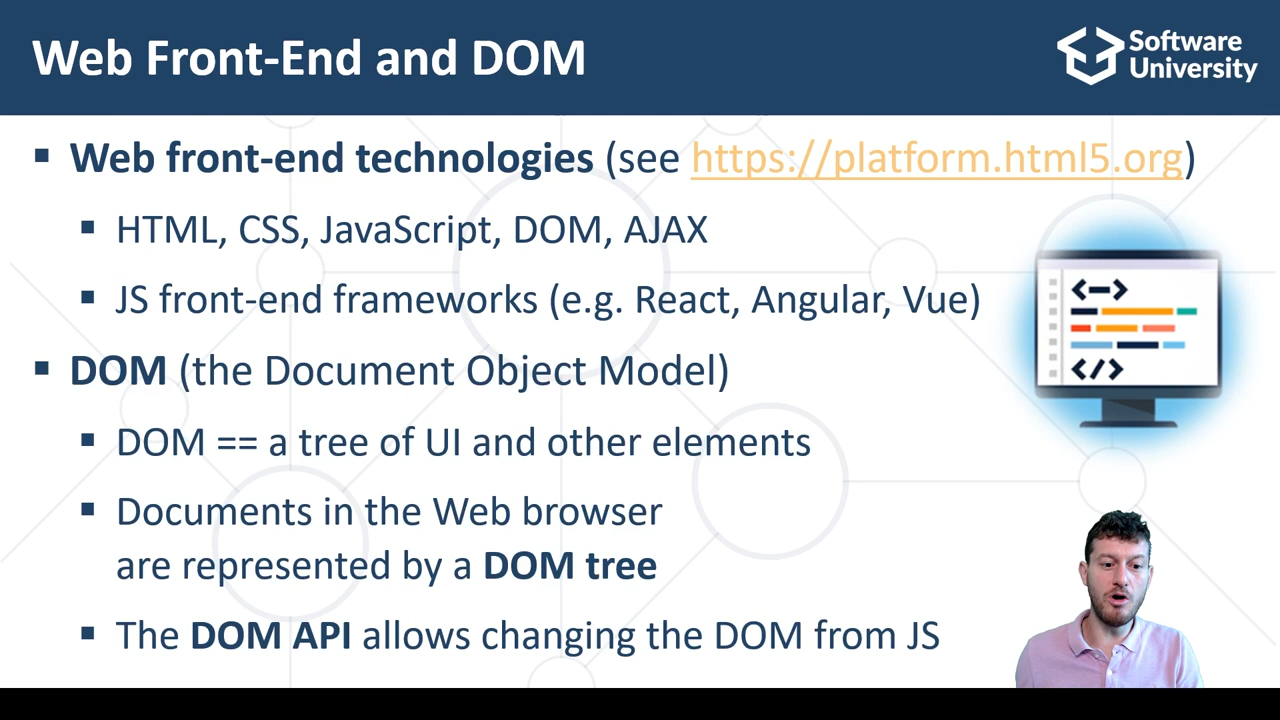 Web Front-End and DOM
Software
University
▪ Web front-end technologies (see https://platform.html5.org)
▪ HTML, CSS, JavaScript, DOM, AJAX
▪ JS front-end frameworks (e.g. React, Angular, Vue)
▪ DOM (the Document Object Model)
▪ DOM == a tree of UI and other elements
▪ Documents in the Web browser
are represented by a DOM tree
▪ The DOM API allows changing the DOM from JS